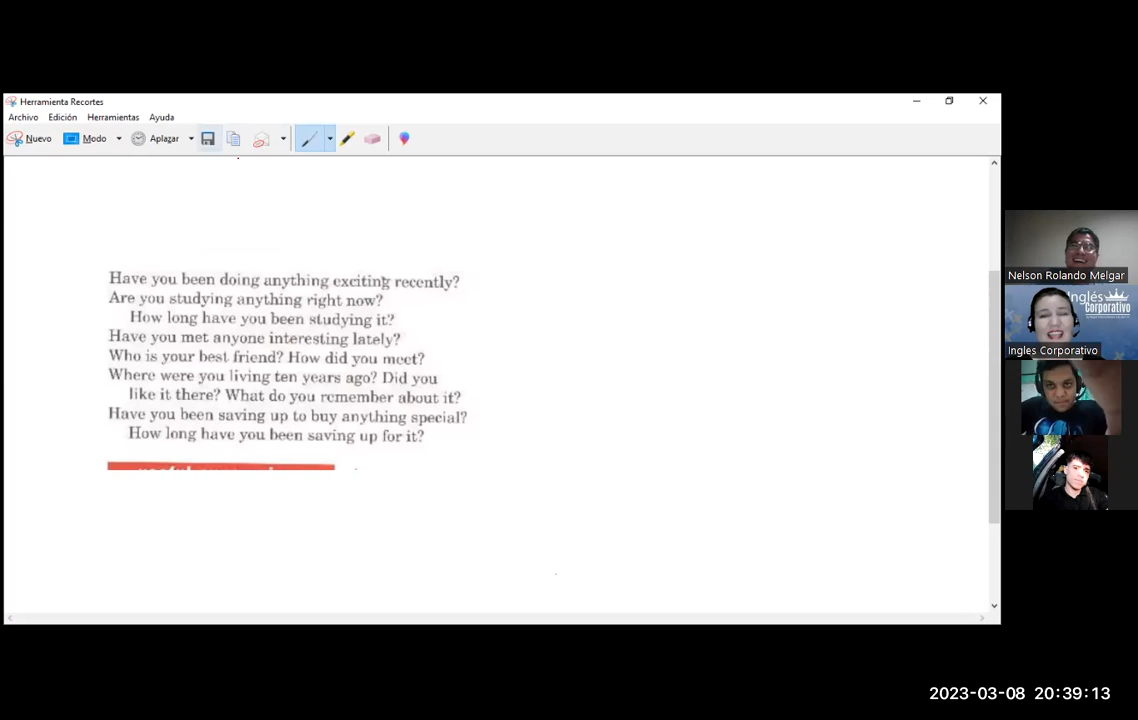 Herramienta Recortes
Archivo Edición Herramientas Ayuda
Nuevo Modo Aplazar
Have you been doing anything exciting recently?
Are you studying anything right now?
How long have you been studying it?
Have you met anyone interesting lately?
Who is your best friend? How did you meet?
Where were you living ten years ago? Did you
like it there? What do you remember about it?
Have you been saving up to buy anything special?
How long have you been saving up for it?
Nelson Rolando Melgar
Inglés
Corporativo
Ingles Corporativo
2023-03-08 20:39:13